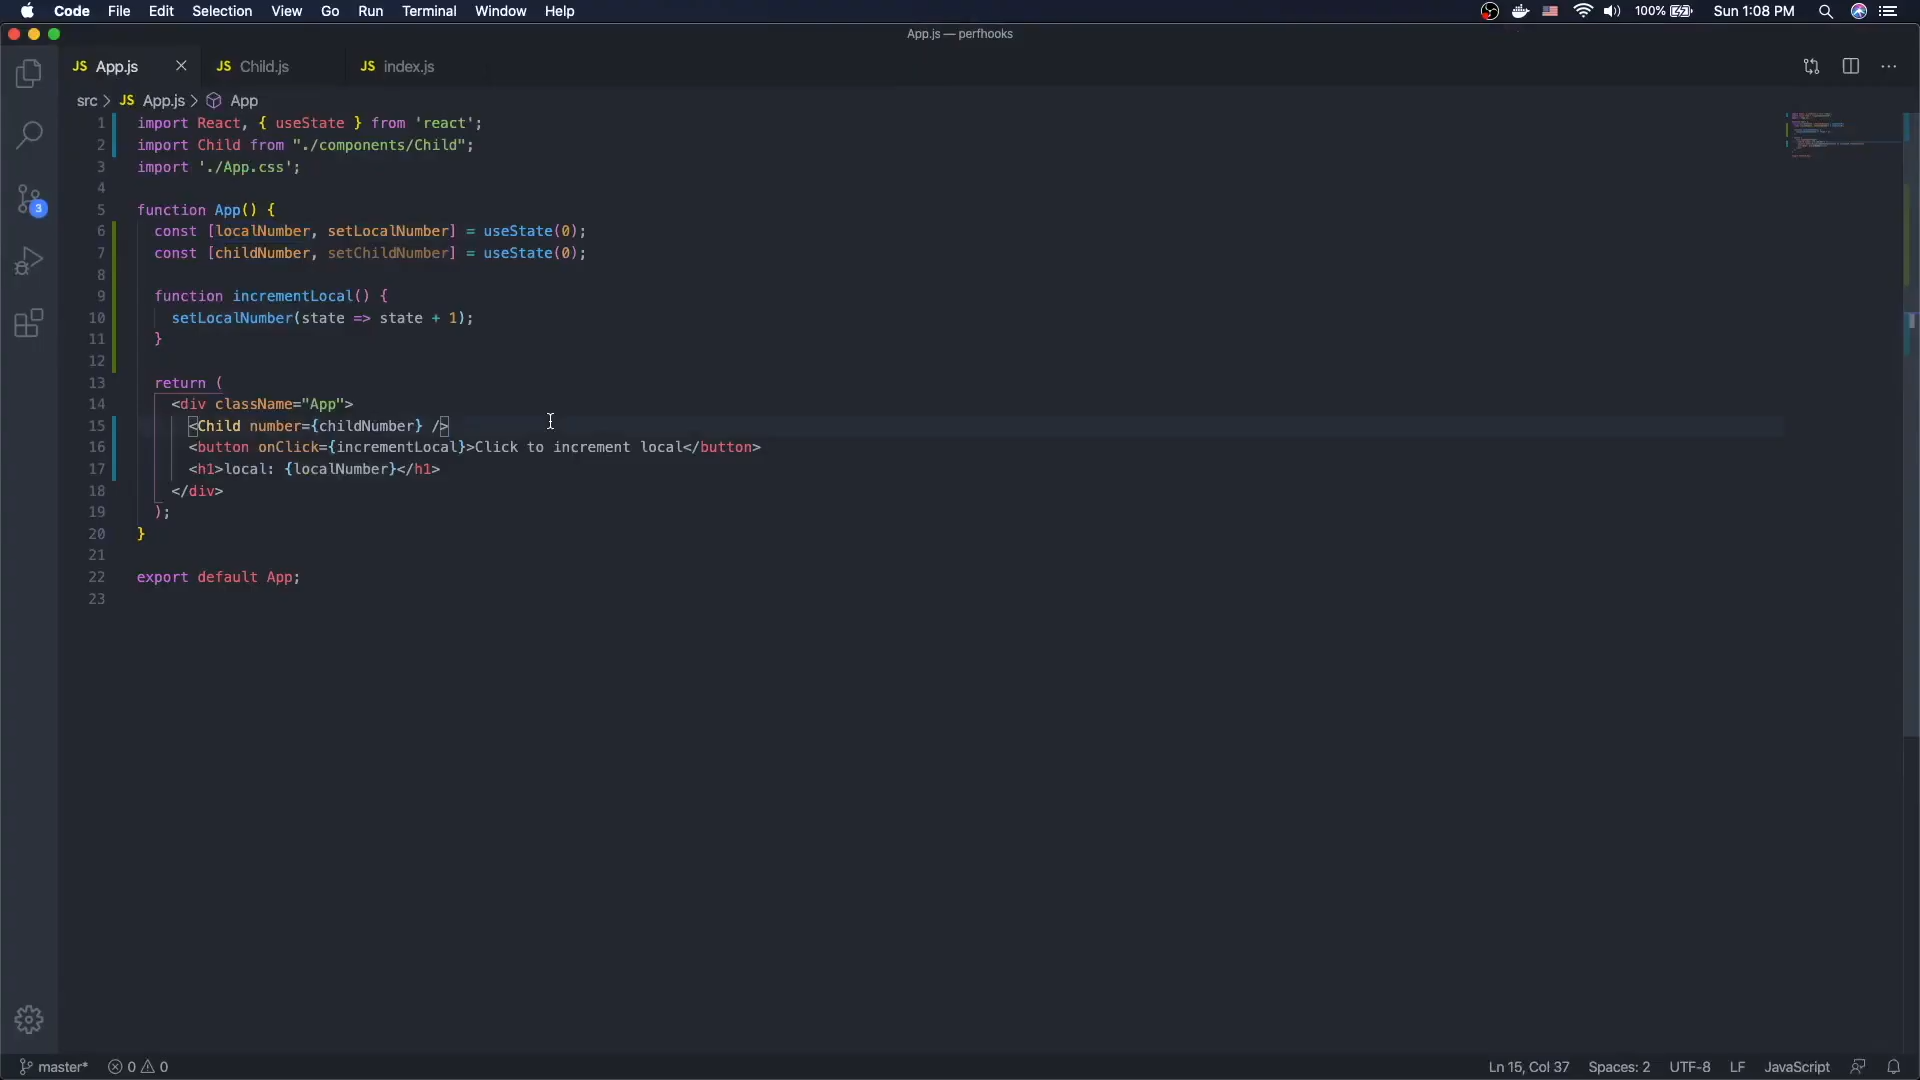 Code File Edit Selection View Go Run Terminal Window Help 100% Sun 1:08 PM
App.js — perfhooks
JS App.js JS Child.js JS index.js
src > JS App.js > App
1 import React, { useState } from 'react';
2 import Child from "./components/Child";
3 import './App.css';
4
5 function App() {
6 const [localNumber, setLocalNumber] = useState(0);
7 const [childNumber, setChildNumber] = useState(0);
8
9 function incrementLocal() {
10 setLocalNumber(state => state + 1);
11 }
12
13 return (
14 <div className="App">
15 <Child number={childNumber} />
16 <button onClick={incrementLocal}>Click to increment local</button>
17 <h1>local: {localNumber}</h1>
18 </div>
19 );
20 }
21
22 export default App;
23
3
master* 0 0 Ln 15, Col 37 Spaces: 2 UTF-8 LF JavaScript